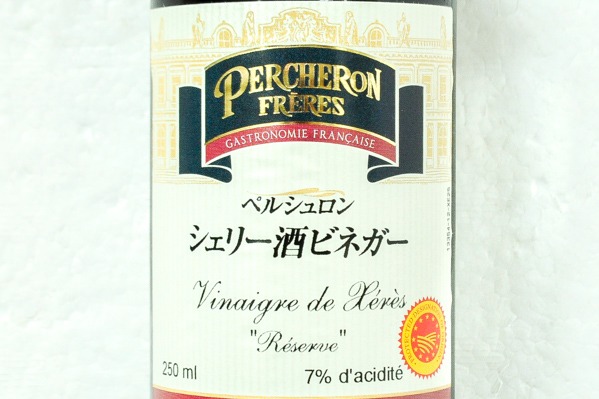 PERCHERON
FRÈRES
GASTRONOMIE FRANÇAISE
ペルシュロン
シェリー酒ビネガー
Vinaigre de Xérès
"Réserve"
250 ml
7% d'acidité